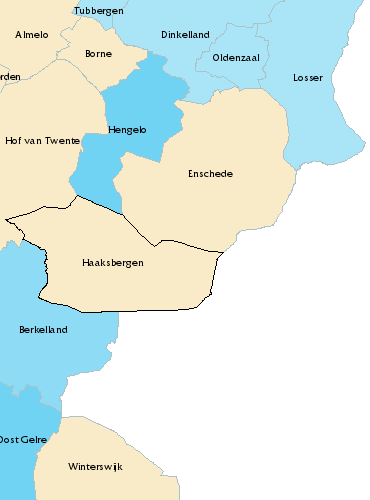 Tubbergen
Almelo
Dinkelland
Borne
Oldenzaal
rden
Losser
Hengelo
Hof van Twente
Enschede
Haaksbergen
Berkelland
Oost Gelre
Winterswijk